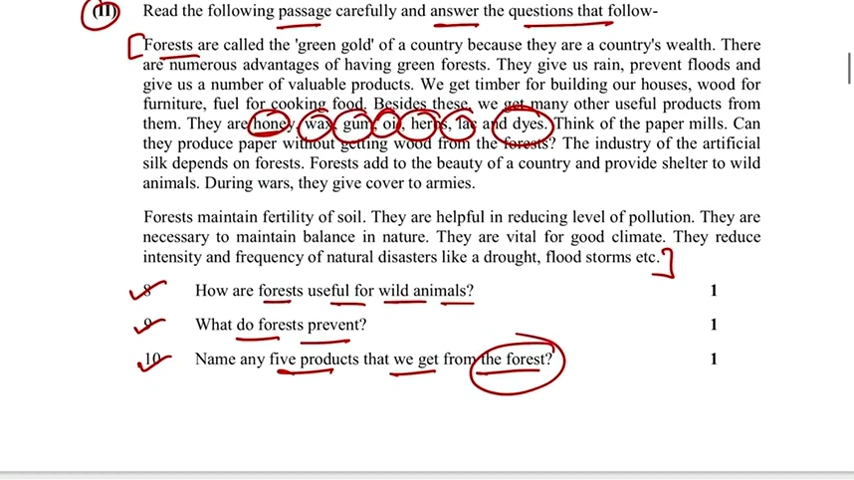 (II) Read the following passage carefully and answer the questions that follow-
Forests are called the 'green gold' of a country because they are a country's wealth. There
are numerous advantages of having green forests. They give us rain, prevent floods and
give us a number of valuable products. We get timber for building our houses, wood for
furniture, fuel for cooking food. Besides these, we get many other useful products from
them. They are honey, wax, gum, oil, herbs, lac and dyes. Think of the paper mills. Can
they produce paper without getting wood from the forests? The industry of the artificial
silk depends on forests. Forests add to the beauty of a country and provide shelter to wild
animals. During wars, they give cover to armies.
Forests maintain fertility of soil. They are helpful in reducing level of pollution. They are
necessary to maintain balance in nature. They are vital for good climate. They reduce
intensity and frequency of natural disasters like a drought, flood storms etc.
8 How are forests useful for wild animals? 1
9 What do forests prevent? 1
10 Name any five products that we get from the forest? 1